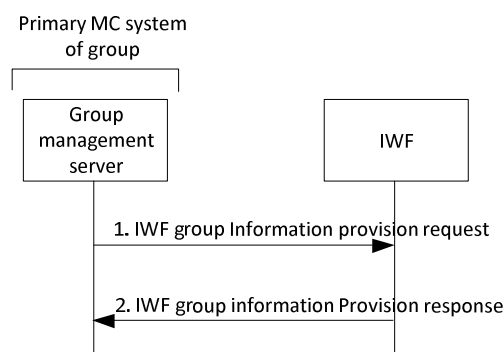 Primary MC system
of group
Group
management
server
IWF
1. IWF group Information provision request
2. IWF group information Provision response